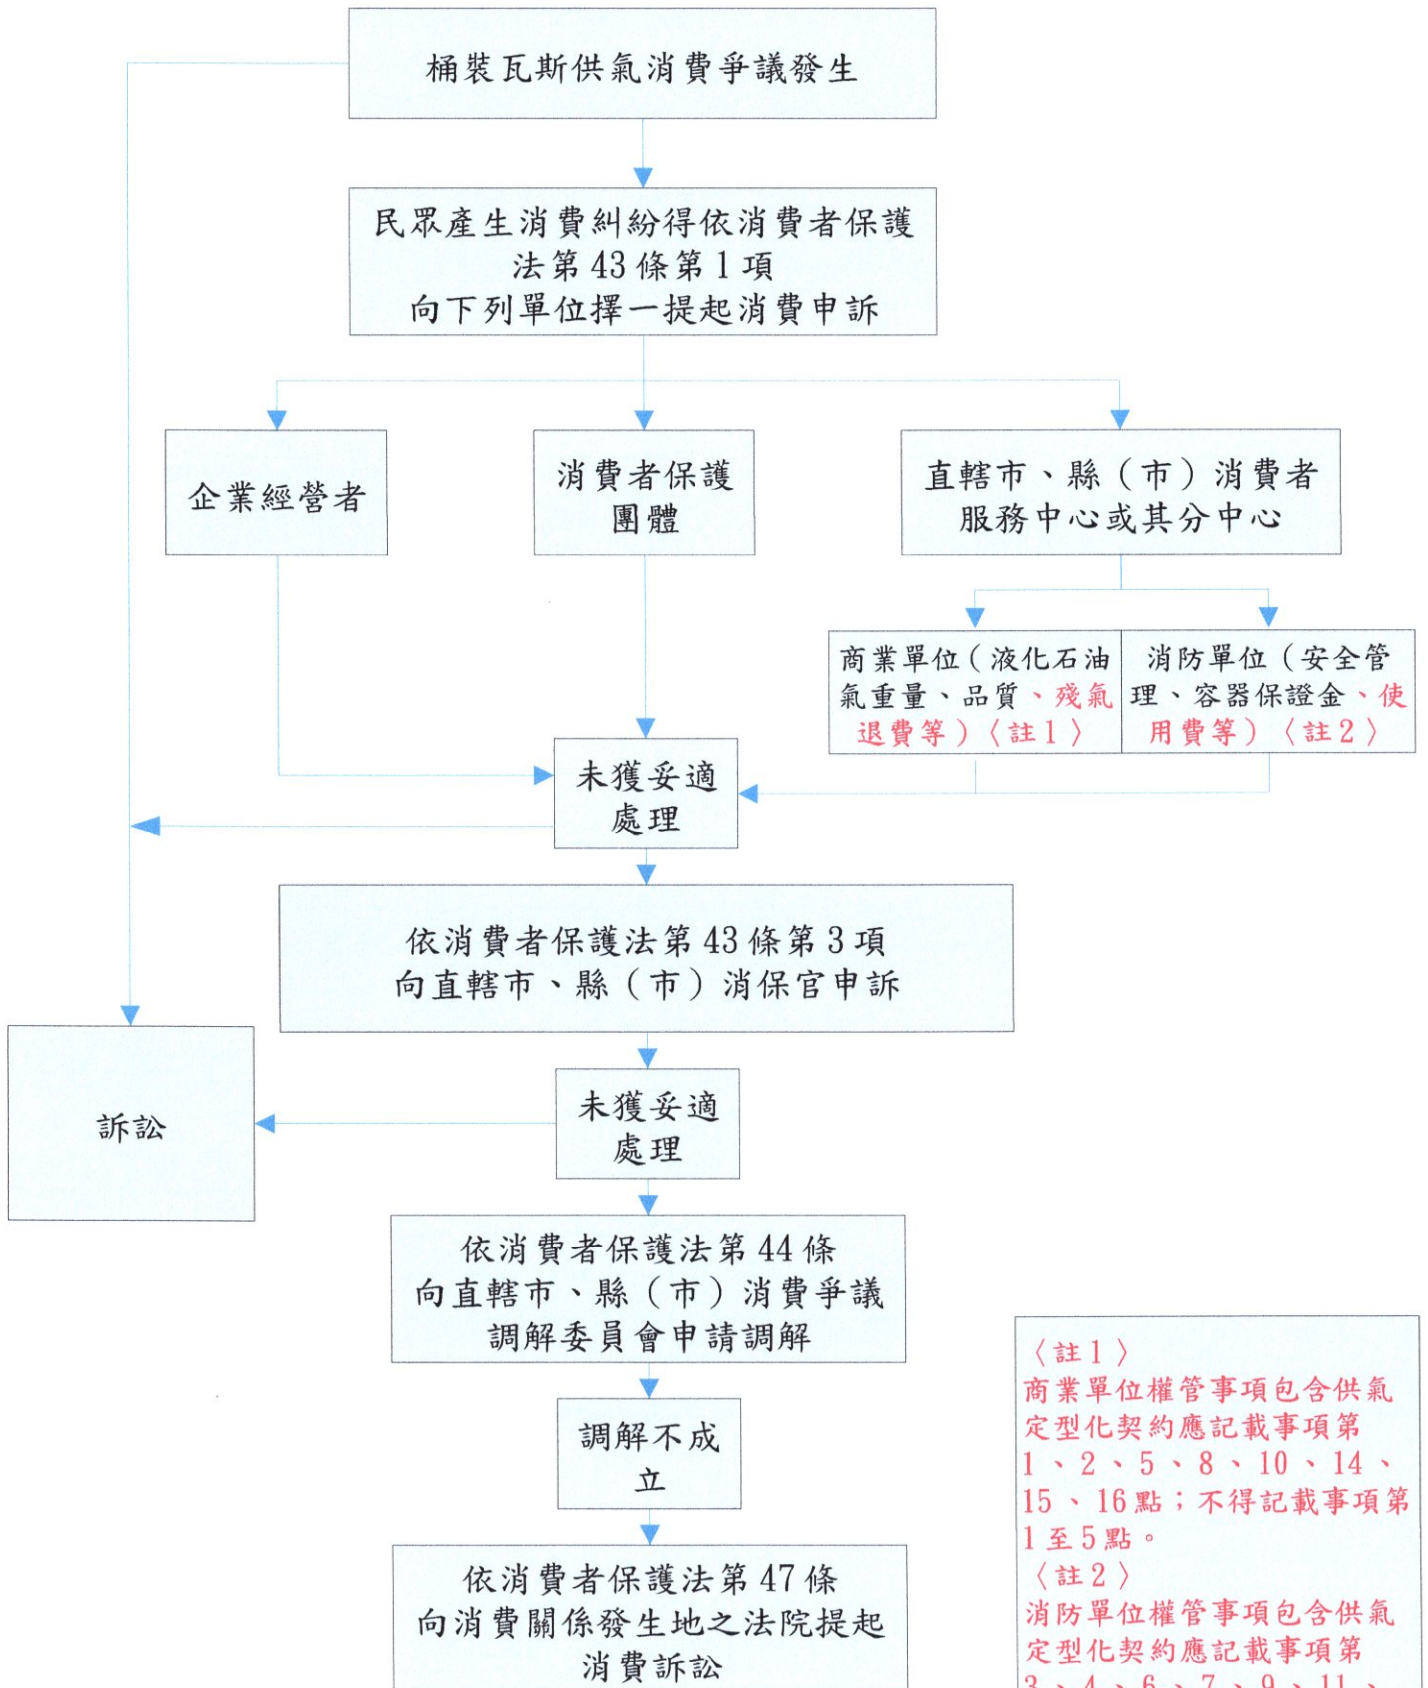 桶裝瓦斯供氣消費爭議發生
民眾產生消費糾紛得依消費者保護
法第43條第1項
向下列單位擇一提起消費申訴
企業經營者
消費者保護
團體
直轄市、縣（市）消費者
服務中心或其分中心
商業單位（液化石油
氣重量、品質、殘氣
退費等）〈註1〉
消防單位（安全管
理、容器保證金、使
用費等）〈註2〉
未獲妥適
處理
依消費者保護法第43條第3項
向直轄市、縣（市）消保官申訴
訴訟
未獲妥適
處理
依消費者保護法第44條
向直轄市、縣（市）消費爭議
調解委員會申請調解
調解不成
立
依消費者保護法第47條
向消費關係發生地之法院提起
消費訴訟
〈註1〉
商業單位權管事項包含供氣
定型化契約應記載事項第
1、2、5、8、10、14、
15、16點；不得記載事項第
1至5點。
〈註2〉
消防單位權管事項包含供氣
定型化契約應記載事項第
3、4、6、7、9、11、